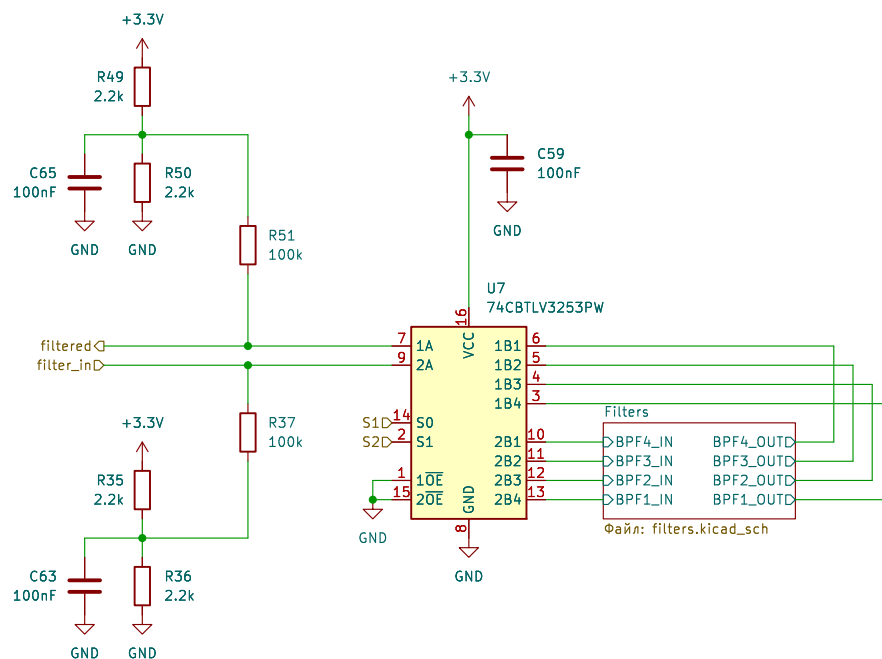 +3.3V
R49
2.2k
C65
100nF
R50
2.2k
GND
GND
R51
100k
+3.3V
C59
100nF
GND
U7
74CBTLV3253PW
filtered
filter_in
7
9
14
2
1
15
16
8
1A
2A
S0
S1
1OE
2OE
VCC
GND
1B1
1B2
1B3
1B4
2B1
2B2
2B3
2B4
6
5
4
3
10
11
12
13
S1
S2
GND
GND
Filters
BPF4_IN
BPF3_IN
BPF2_IN
BPF1_IN
BPF4_OUT
BPF3_OUT
BPF2_OUT
BPF1_OUT
Файл: filters.kicad_sch
R37
100k
+3.3V
R35
2.2k
C63
100nF
R36
2.2k
GND
GND